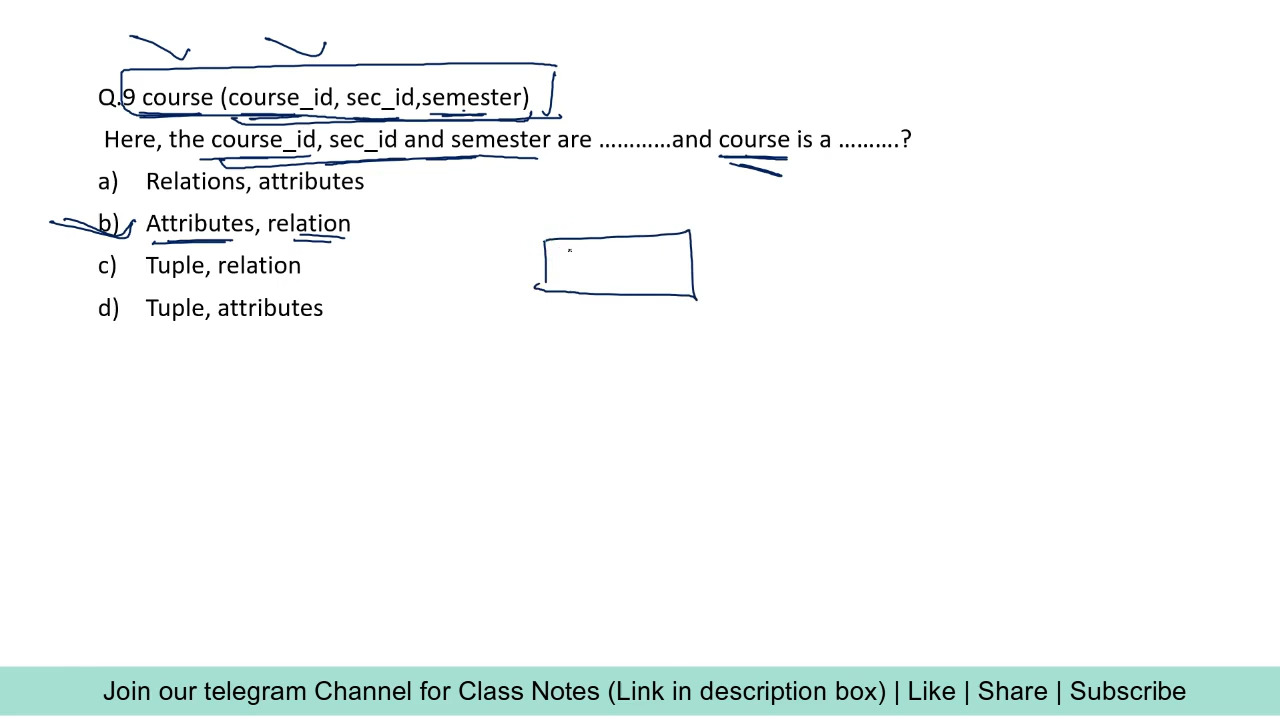 Q.9 course (course_id, sec_id,semester)
Here, the course_id, sec_id and semester are …………and course is a ……….?
a) Relations, attributes
b) Attributes, relation
c) Tuple, relation
d) Tuple, attributes
Join our telegram Channel for Class Notes (Link in description box) | Like | Share | Subscribe